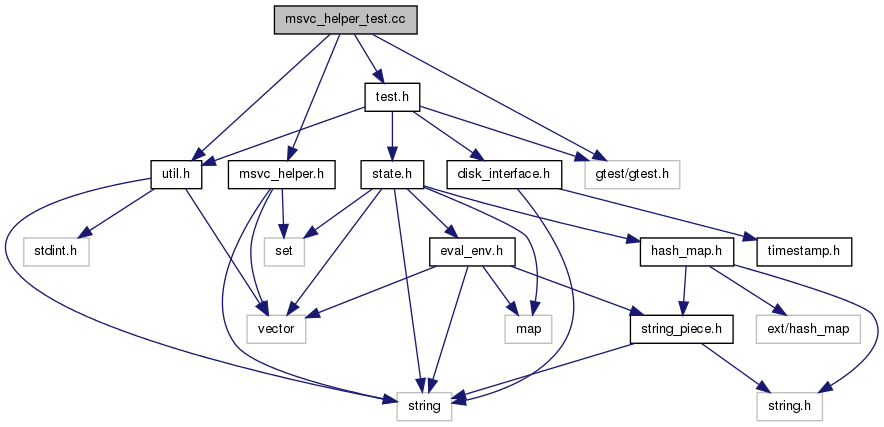 msvc_helper_test.cc
test.h
util.h
msvc_helper.h
state.h
disk_interface.h
gtest/gtest.h
stdint.h
set
eval_env.h
hash_map.h
timestamp.h
vector
map
string_piece.h
ext/hash_map
string
string.h